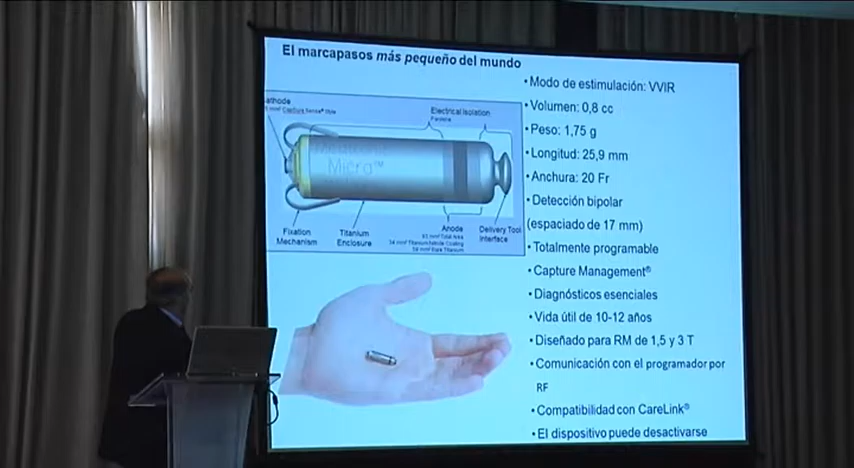 El marcapasos más pequeño del mundo
Electrical Isolation
Medtronic
Micra™
Fixation
Mechanism
Titanium
Enclosure
Anode
Delivery Tool
Interface
• Modo de estimulación: VVIR
• Volumen: 0,8 cc
• Peso: 1,75 g
• Longitud: 25,9 mm
• Anchura: 20 Fr
• Detección bipolar
(espaciado de 17 mm)
• Totalmente programable
• Capture Management®
• Diagnósticos esenciales
• Vida útil de 10-12 años
• Diseñado para RM de 1,5 y 3 T
• Comunicación con el programador por
RF
• Compatibilidad con CareLink®
• El dispositivo puede desactivarse